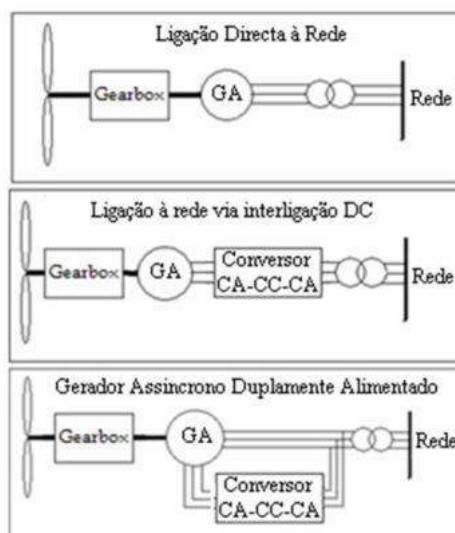 Ligação Directa à Rede
Gearbox
GA
Rede
Ligação à rede via interligação DC
Gearbox
GA
Conversor
CA-CC-CA
Rede
Gerador Assincrono Duplamente Alimentado
Gearbox
GA
Rede
Conversor
CA-CC-CA